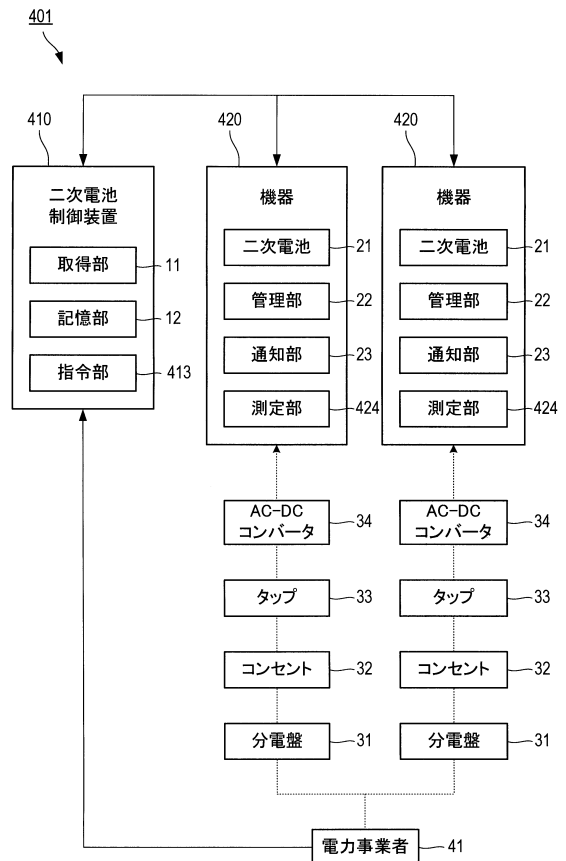 401
410
420
420
二次電池
制御装置
取得部
11
記憶部
12
指令部
413
機器
二次電池
21
管理部
22
通知部
23
測定部
424
機器
二次電池
21
管理部
22
通知部
23
測定部
424
AC-DC
コンバータ
34
AC-DC
コンバータ
34
タップ
33
タップ
33
コンセント
32
コンセント
32
分電盤
31
分電盤
31
電力事業者
41